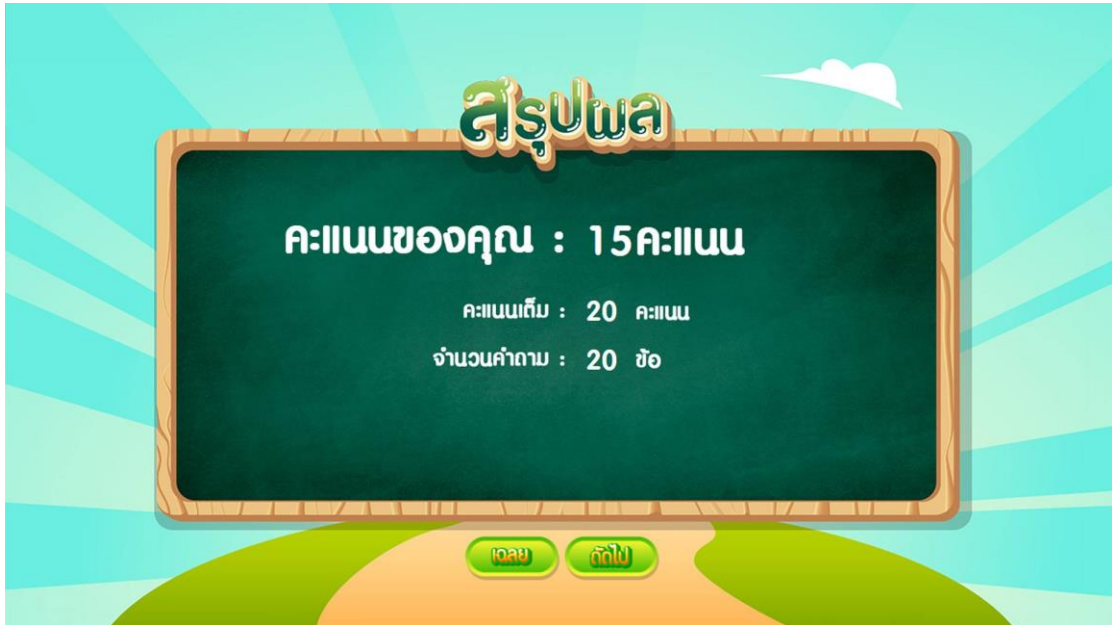 สรุปผล
คะแนนของคุณ : 15คะแนน
คะแนนเต็ม : 20 คะแนน
จำนวนคำถาม : 20 ข้อ
เฉลย ถัดไป